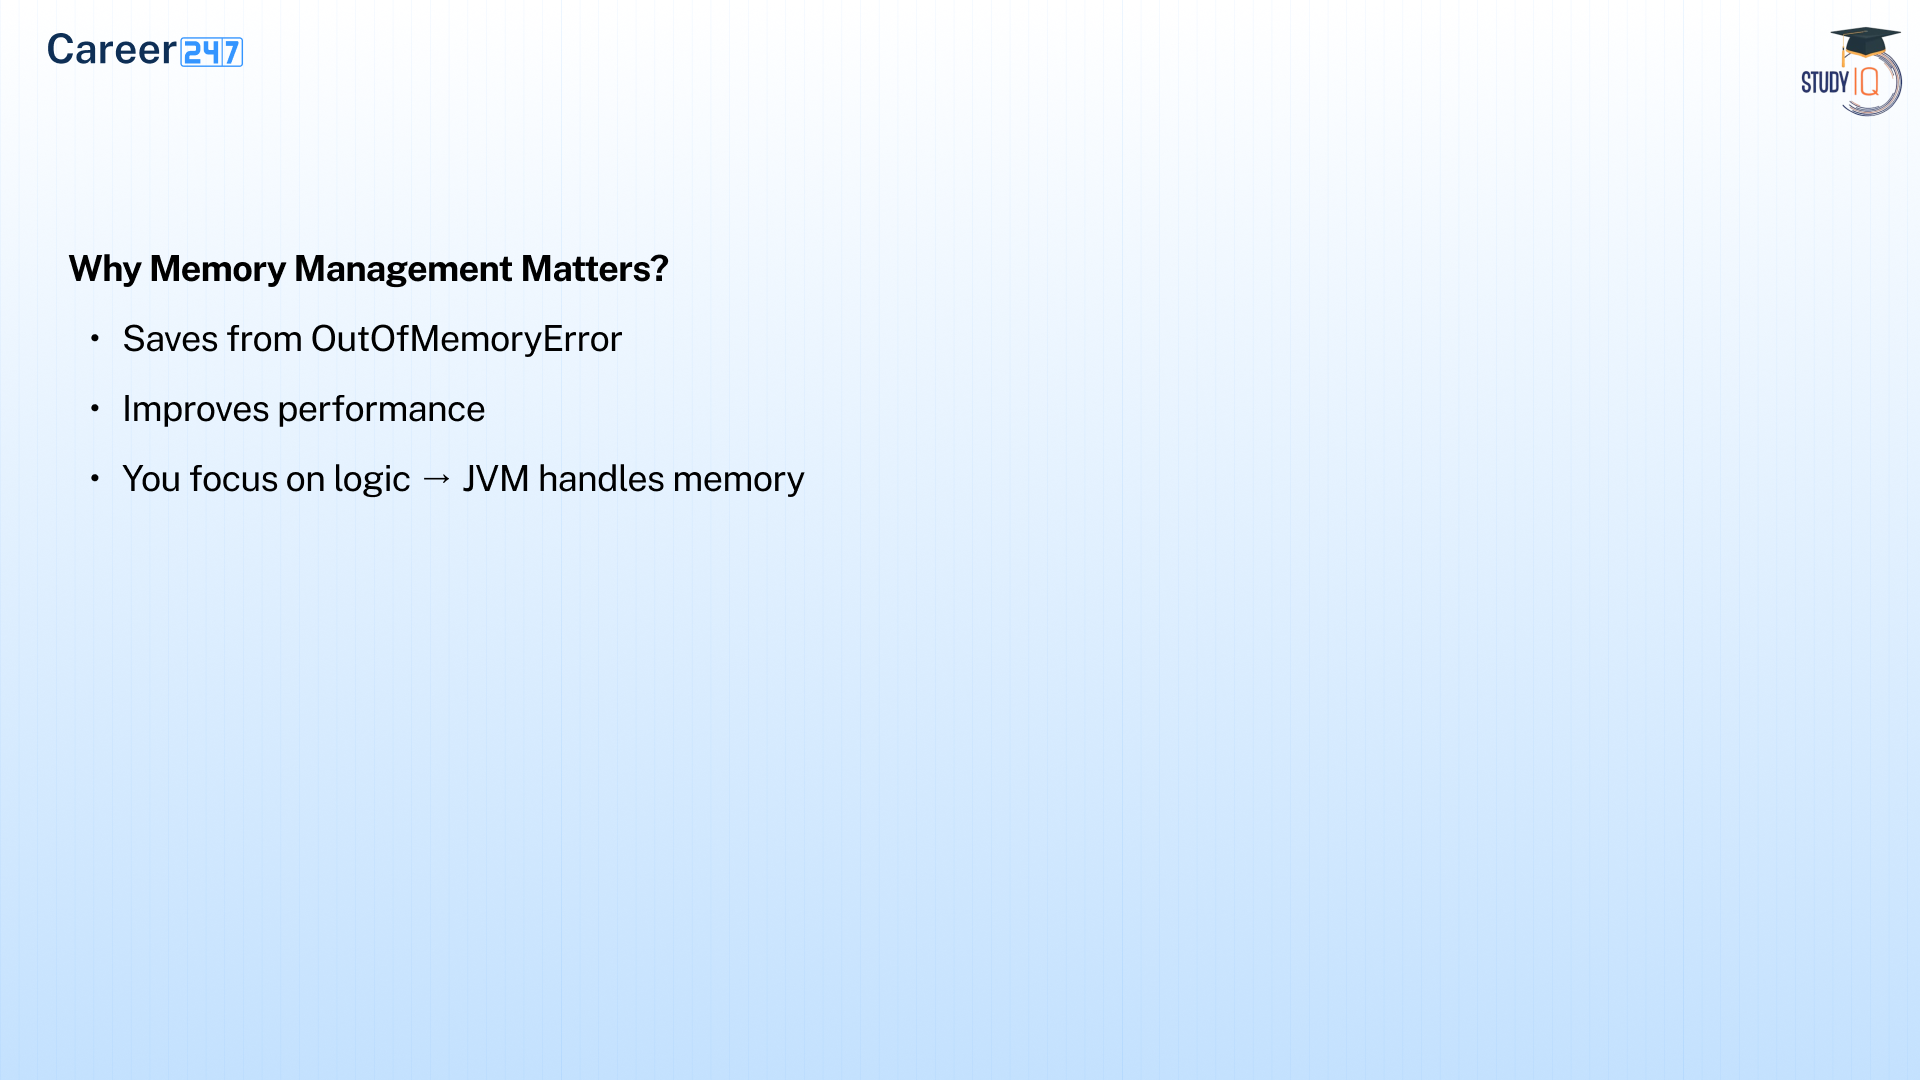 Career247
STUDY IQ
Why Memory Management Matters?
• Saves from OutOfMemoryError
• Improves performance
• You focus on logic → JVM handles memory